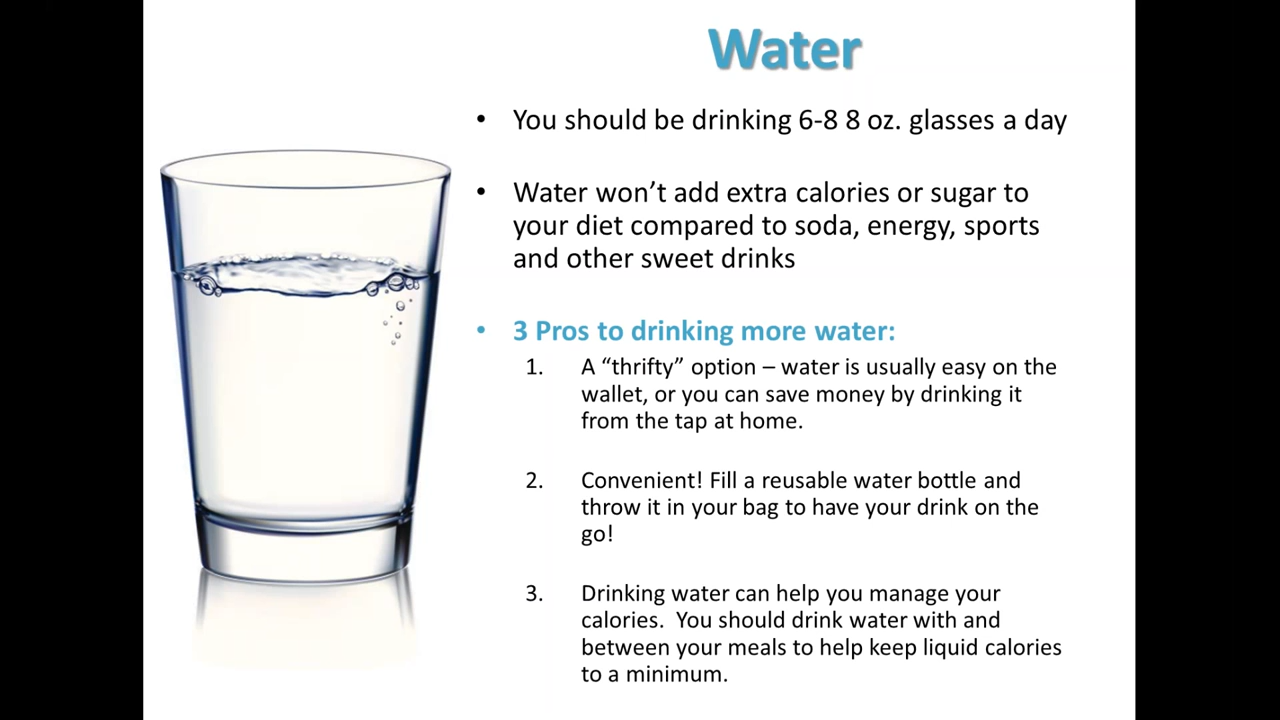 Water
• You should be drinking 6-8 8 oz. glasses a day
• Water won’t add extra calories or sugar to
your diet compared to soda, energy, sports
and other sweet drinks
• 3 Pros to drinking more water:
1. A “thrifty” option – water is usually easy on the
wallet, or you can save money by drinking it
from the tap at home.
2. Convenient! Fill a reusable water bottle and
throw it in your bag to have your drink on the
go!
3. Drinking water can help you manage your
calories.  You should drink water with and
between your meals to help keep liquid calories
to a minimum.